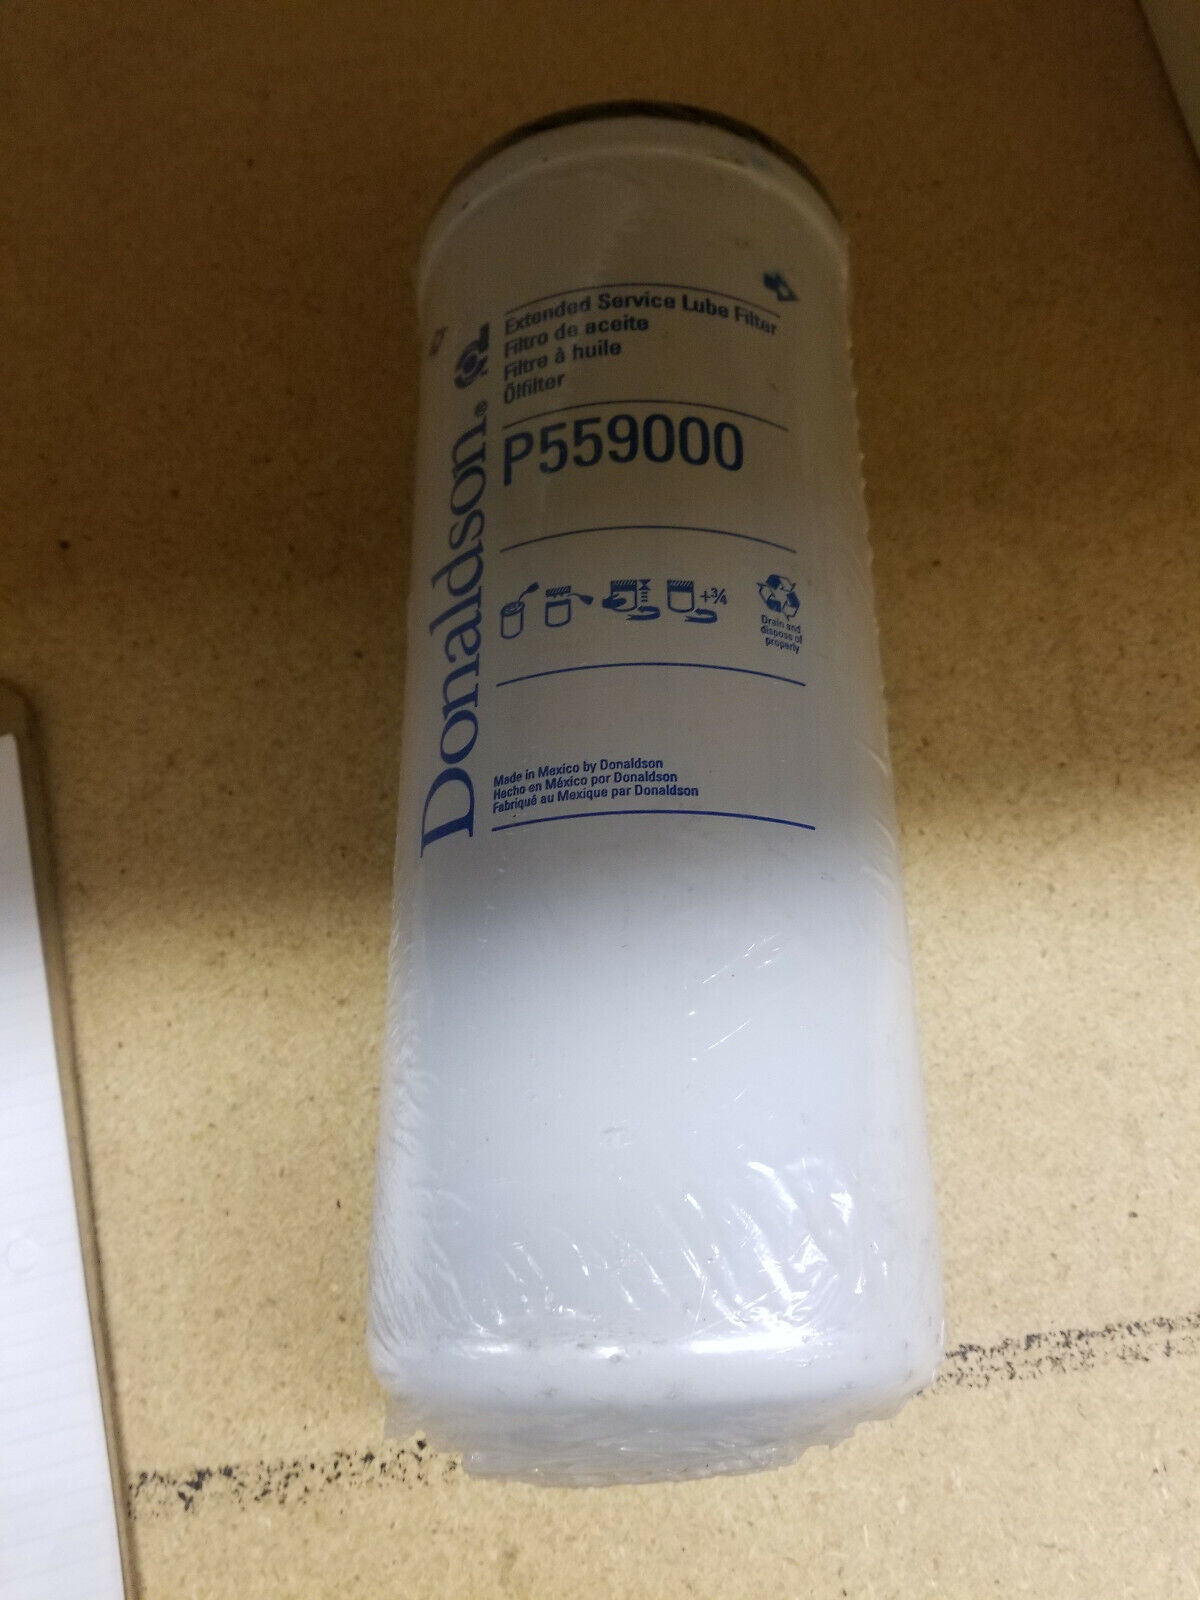 Donaldson®
Extended Service Lube Filter
Filtro de aceite
Filtre à huile
Ölfilter
P559000
+3/4
Drain and
dispose of
properly
Made in Mexico by Donaldson
Hecho en México por Donaldson
Fabriqué au Mexique par Donaldson